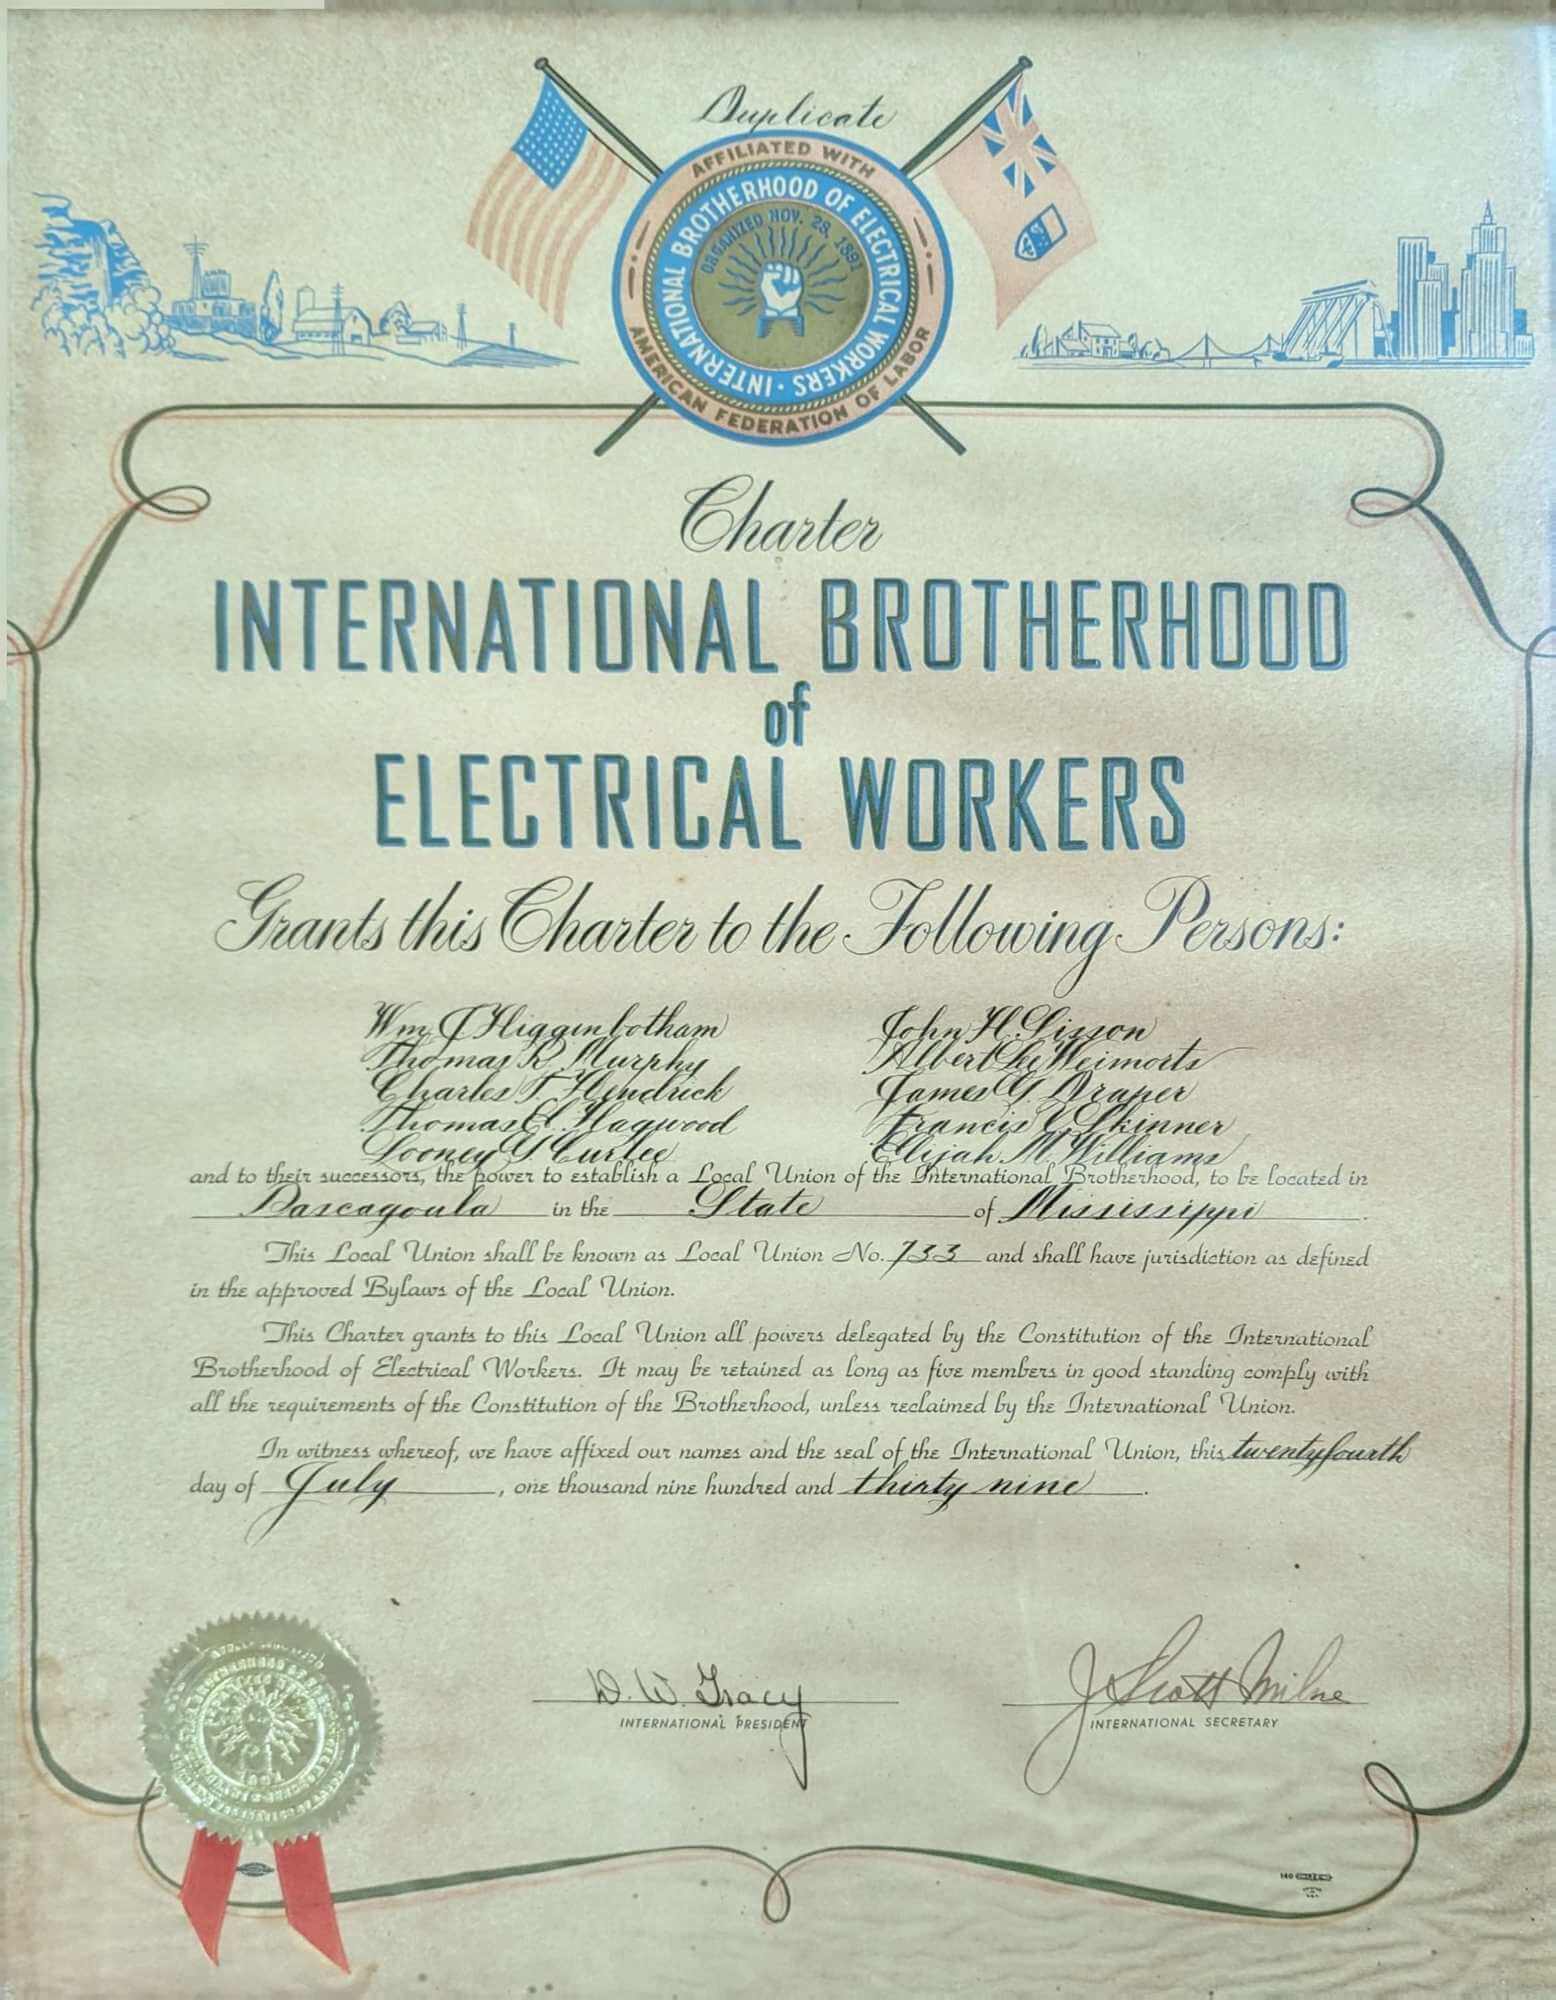 Duplicate
AFFILIATED WITH
AMERICAN FEDERATION OF LABOR
INTERNATIONAL BROTHERHOOD OF ELECTRICAL WORKERS ·
ORGANIZED NOV. 28, 1891
Charter
INTERNATIONAL BROTHERHOOD
of
ELECTRICAL WORKERS
Grants this Charter to the Following Persons:
Wm J Higginbotham John H. Sisson
Thomas R. Murphy Albert Lee Weimorts
Charles T. Hendrick James G. Draper
Thomas Hagwood Francis Skinner
Looney G Curlee Elijah M. Williams
and to their successors, the power to establish a Local Union of the International Brotherhood, to be located in
Pascagoula in the State of Mississippi.
This Local Union shall be known as Local Union No. 733 and shall have jurisdiction as defined
in the approved Bylaws of the Local Union.
This Charter grants to this Local Union all powers delegated by the Constitution of the International
Brotherhood of Electrical Workers. It may be retained as long as five members in good standing comply with
all the requirements of the Constitution of the Brotherhood, unless reclaimed by the International Union.
In witness whereof, we have affixed our names and the seal of the International Union, this twentyfourth
day of July, one thousand nine hundred and thirty nine.
D. W. Tracy J Scott Milne
INTERNATIONAL PRESIDENT INTERNATIONAL SECRETARY